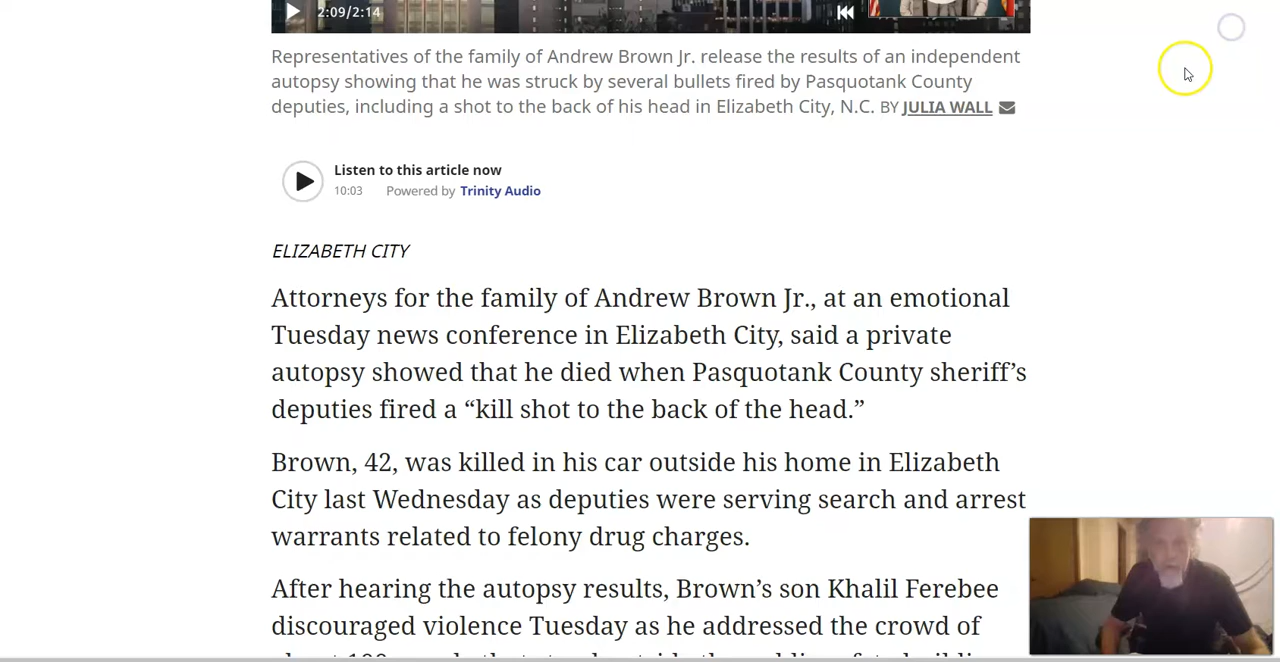 2:09/2:14
Representatives of the family of Andrew Brown Jr. release the results of an independent
autopsy showing that he was struck by several bullets fired by Pasquotank County
deputies, including a shot to the back of his head in Elizabeth City, N.C. BY JULIA WALL
Listen to this article now
10:03 Powered by Trinity Audio
ELIZABETH CITY
Attorneys for the family of Andrew Brown Jr., at an emotional
Tuesday news conference in Elizabeth City, said a private
autopsy showed that he died when Pasquotank County sheriff’s
deputies fired a “kill shot to the back of the head.”
Brown, 42, was killed in his car outside his home in Elizabeth
City last Wednesday as deputies were serving search and arrest
warrants related to felony drug charges.
After hearing the autopsy results, Brown’s son Khalil Ferebee
discouraged violence Tuesday as he addressed the crowd of